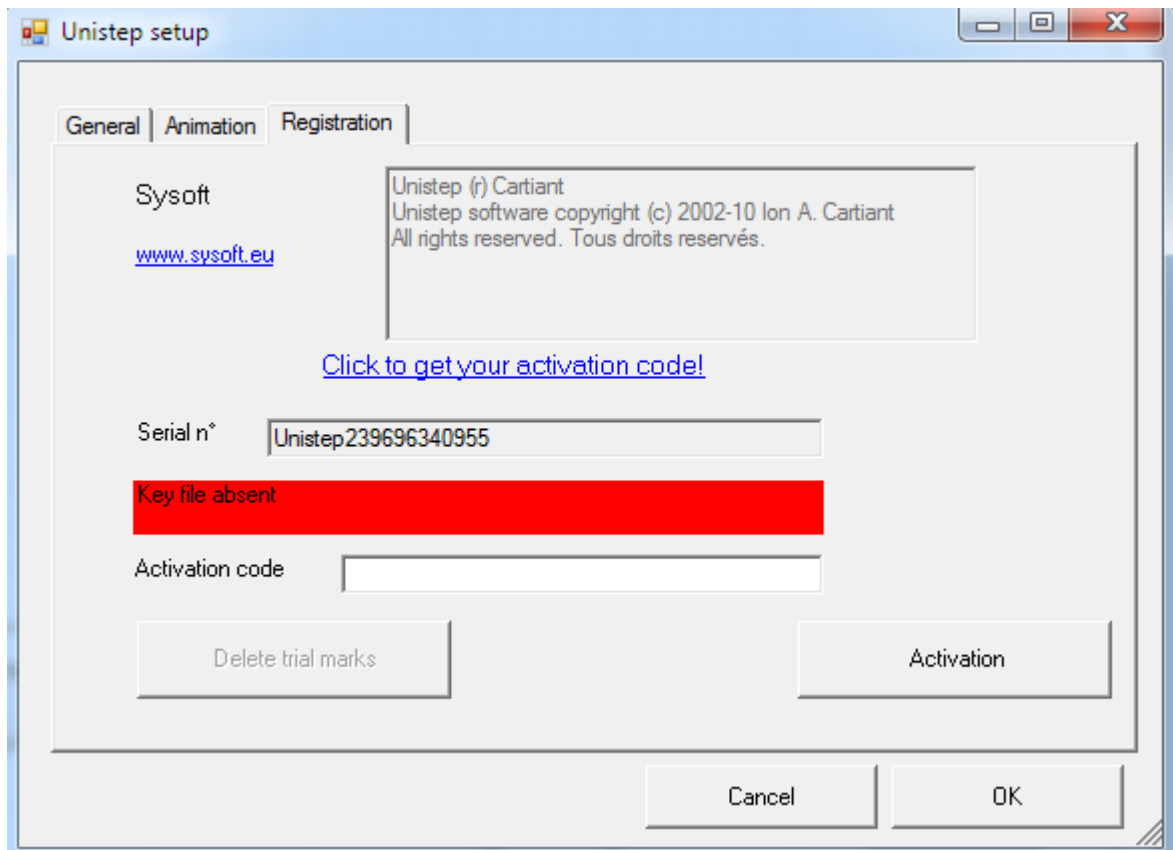 Unistep setup
General Animation Registration
Sysoft
www.sysoft.eu
Unistep (r) Cartiant
Unistep software copyright (c) 2002-10 Ion A. Cartiant
All rights reserved. Tous droits reservés.
Click to get your activation code!
Serial n° Unistep239696340955
Key file absent
Activation code
Delete trial marks Activation
Cancel OK